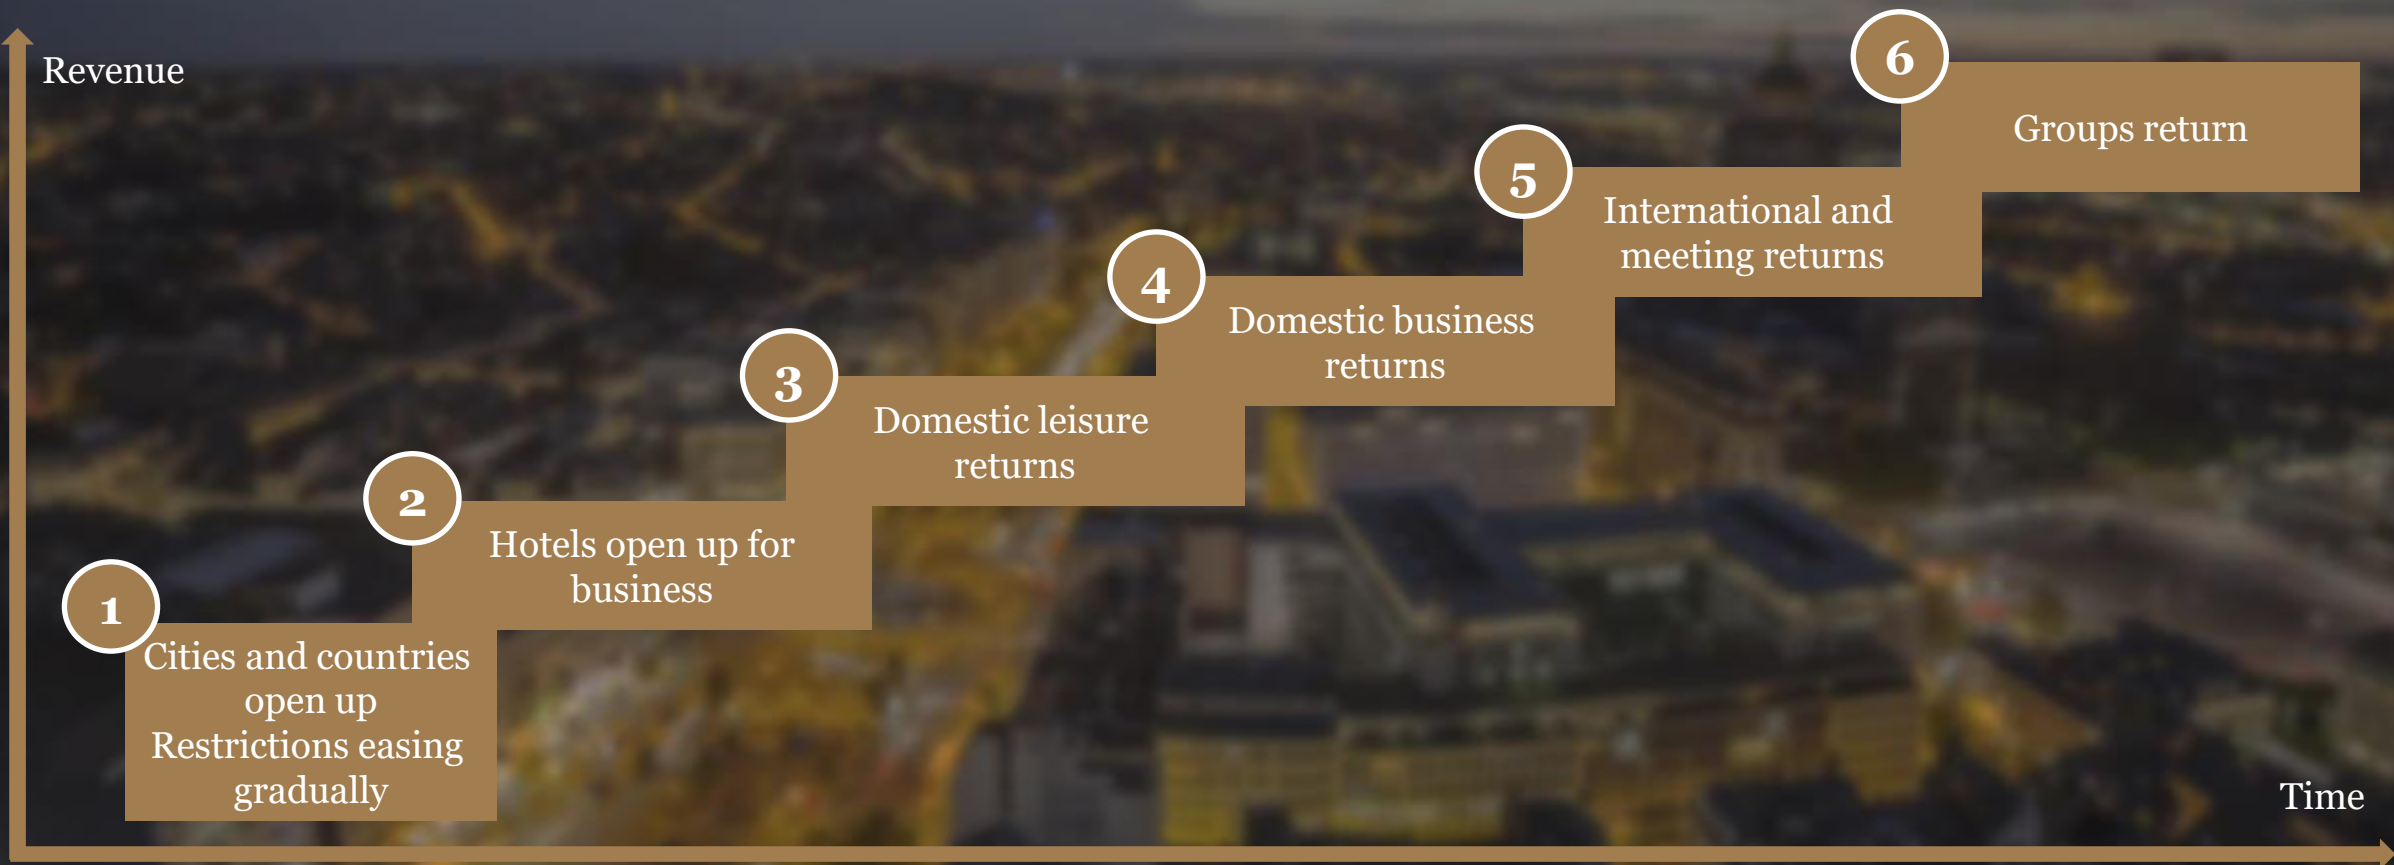 Revenue
1
Cities and countries
open up
Restrictions easing
gradually
2
Hotels open up for
business
3
Domestic leisure
returns
4
Domestic business
returns
5
International and
meeting returns
6
Groups return
Time